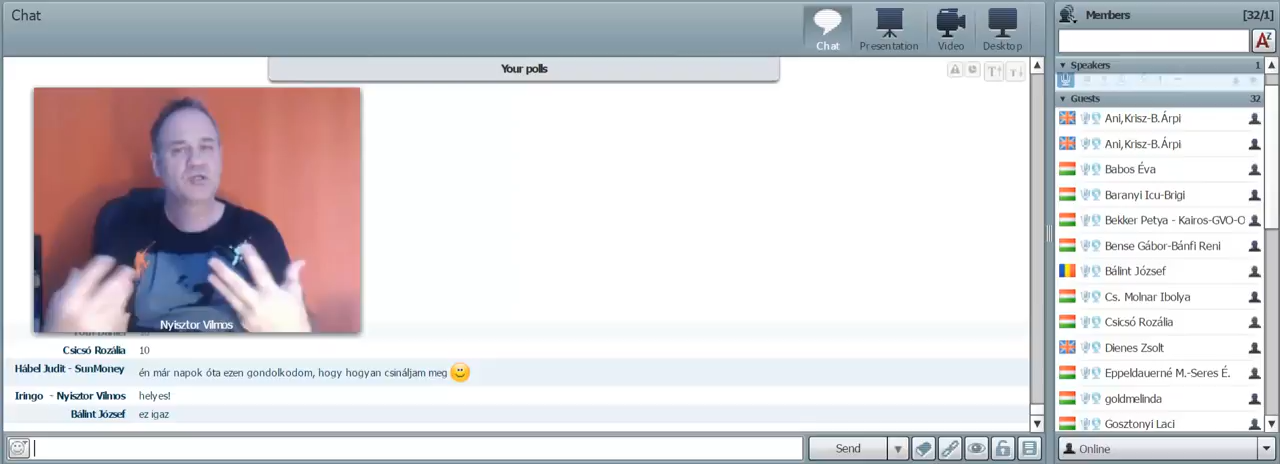 Chat
Chat
Presentation
Video
Desktop
Your polls
Nyisztor Vilmos
Csicsó Rozália 10
Hábel Judit - SunMoney én már napok óta ezen gondolkodom, hogy hogyan csináljam meg
Iringo - Nyisztor Vilmos helyes!
Bálint József ez igaz
Send
Members [32/1]
Speakers 1
Guests 32
Ani,Krisz-B.Árpi
Ani,Krisz-B.Árpi
Babos Éva
Baranyi Icu-Brigi
Bekker Petya - Kairos-GVO-O
Bense Gábor-Bánfi Reni
Bálint József
Cs. Molnar Ibolya
Csicsó Rozália
Dienes Zsolt
Eppeldauerné M.-Seres É.
goldmelinda
Gosztonyi Laci
Online